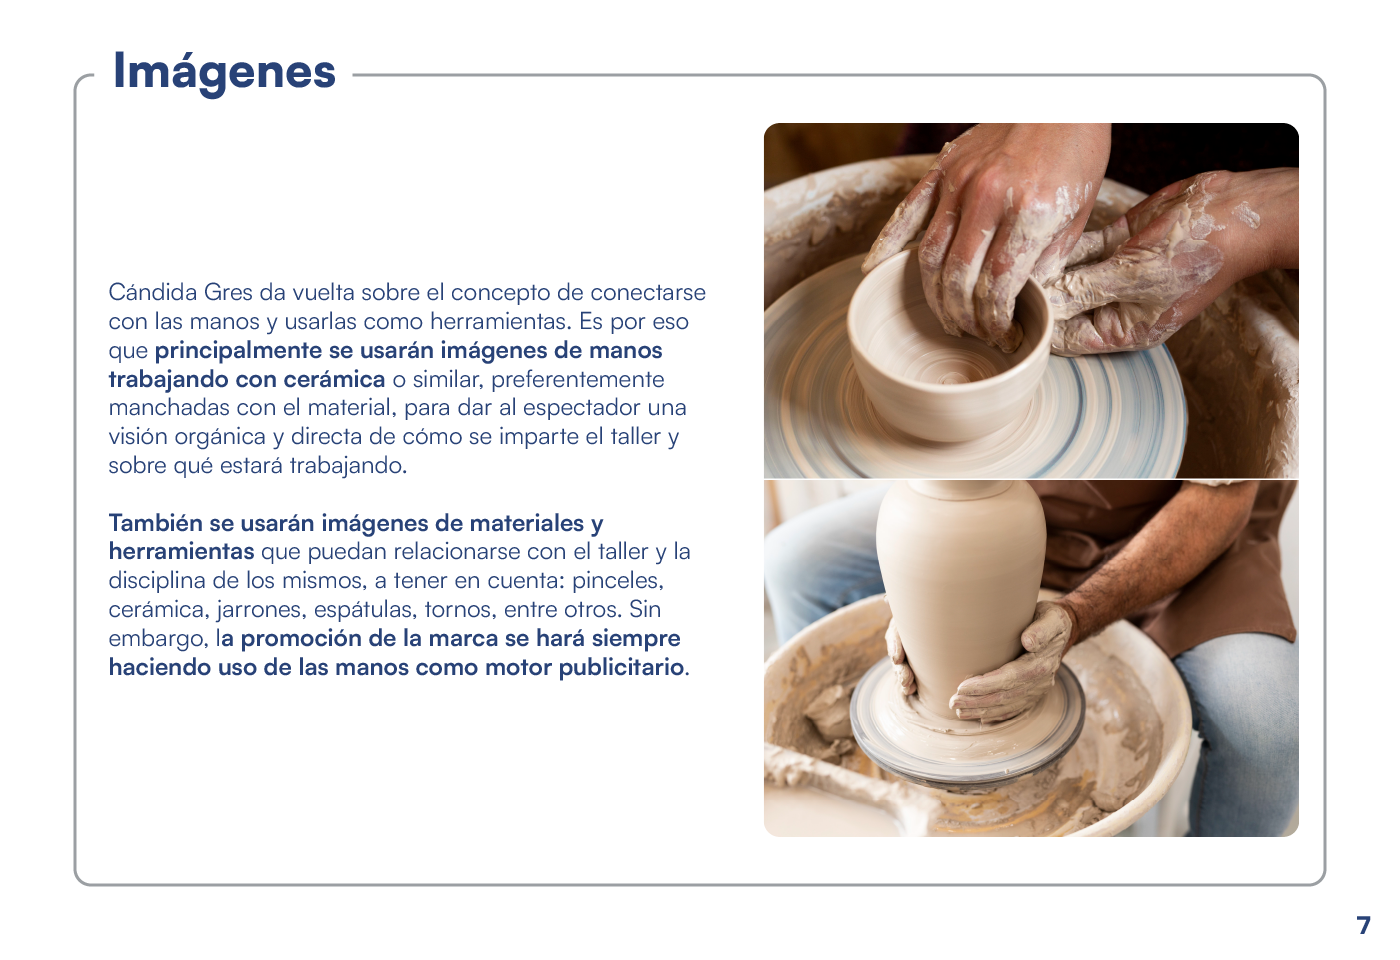 Imágenes
Cándida Gres da vuelta sobre el concepto de conectarse
con las manos y usarlas como herramientas. Es por eso
que principalmente se usarán imágenes de manos
trabajando con cerámica o similar, preferentemente
manchadas con el material, para dar al espectador una
visión orgánica y directa de cómo se imparte el taller y
sobre qué estará trabajando.
También se usarán imágenes de materiales y
herramientas que puedan relacionarse con el taller y la
disciplina de los mismos, a tener en cuenta: pinceles,
cerámica, jarrones, espátulas, tornos, entre otros. Sin
embargo, la promoción de la marca se hará siempre
haciendo uso de las manos como motor publicitario.
7